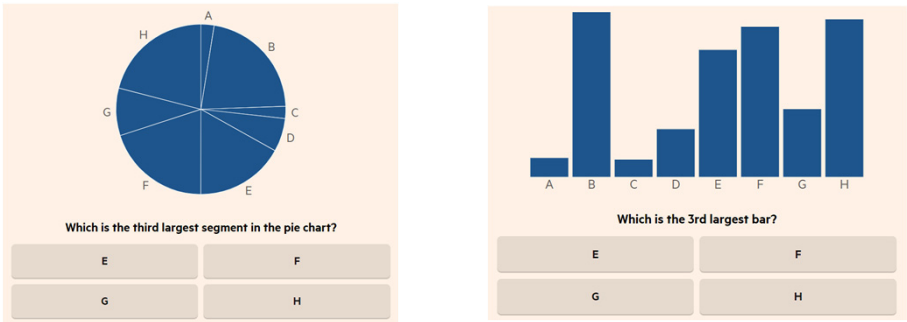 A
H
B
G
C
D
F
E
Which is the third largest segment in the pie chart?
E F
G H
A B C D E F G H
Which is the 3rd largest bar?
E F
G H